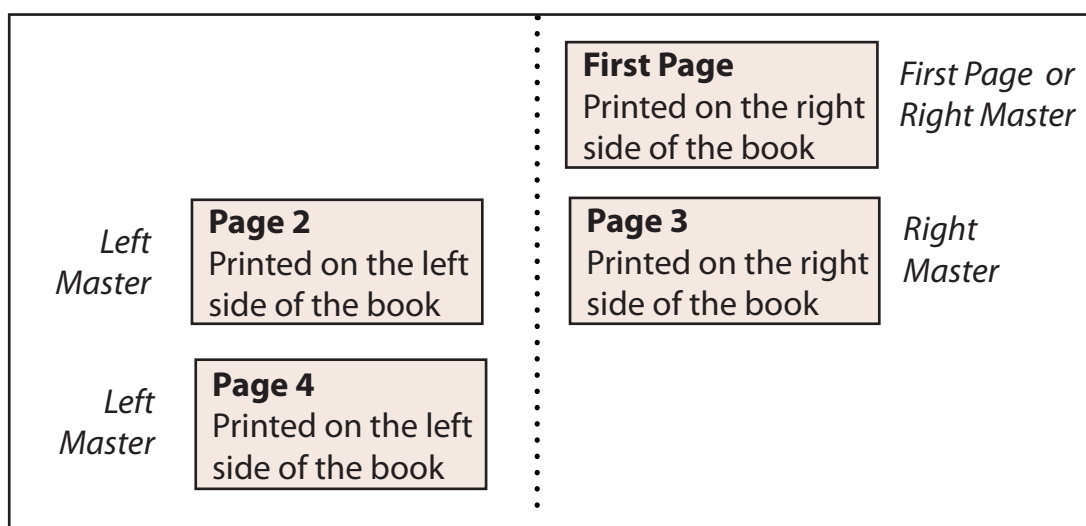 First Page
Printed on the right
side of the book
First Page or
Right Master
Left
Master
Page 2
Printed on the left
side of the book
Page 3
Printed on the right
side of the book
Right
Master
Left
Master
Page 4
Printed on the left
side of the book